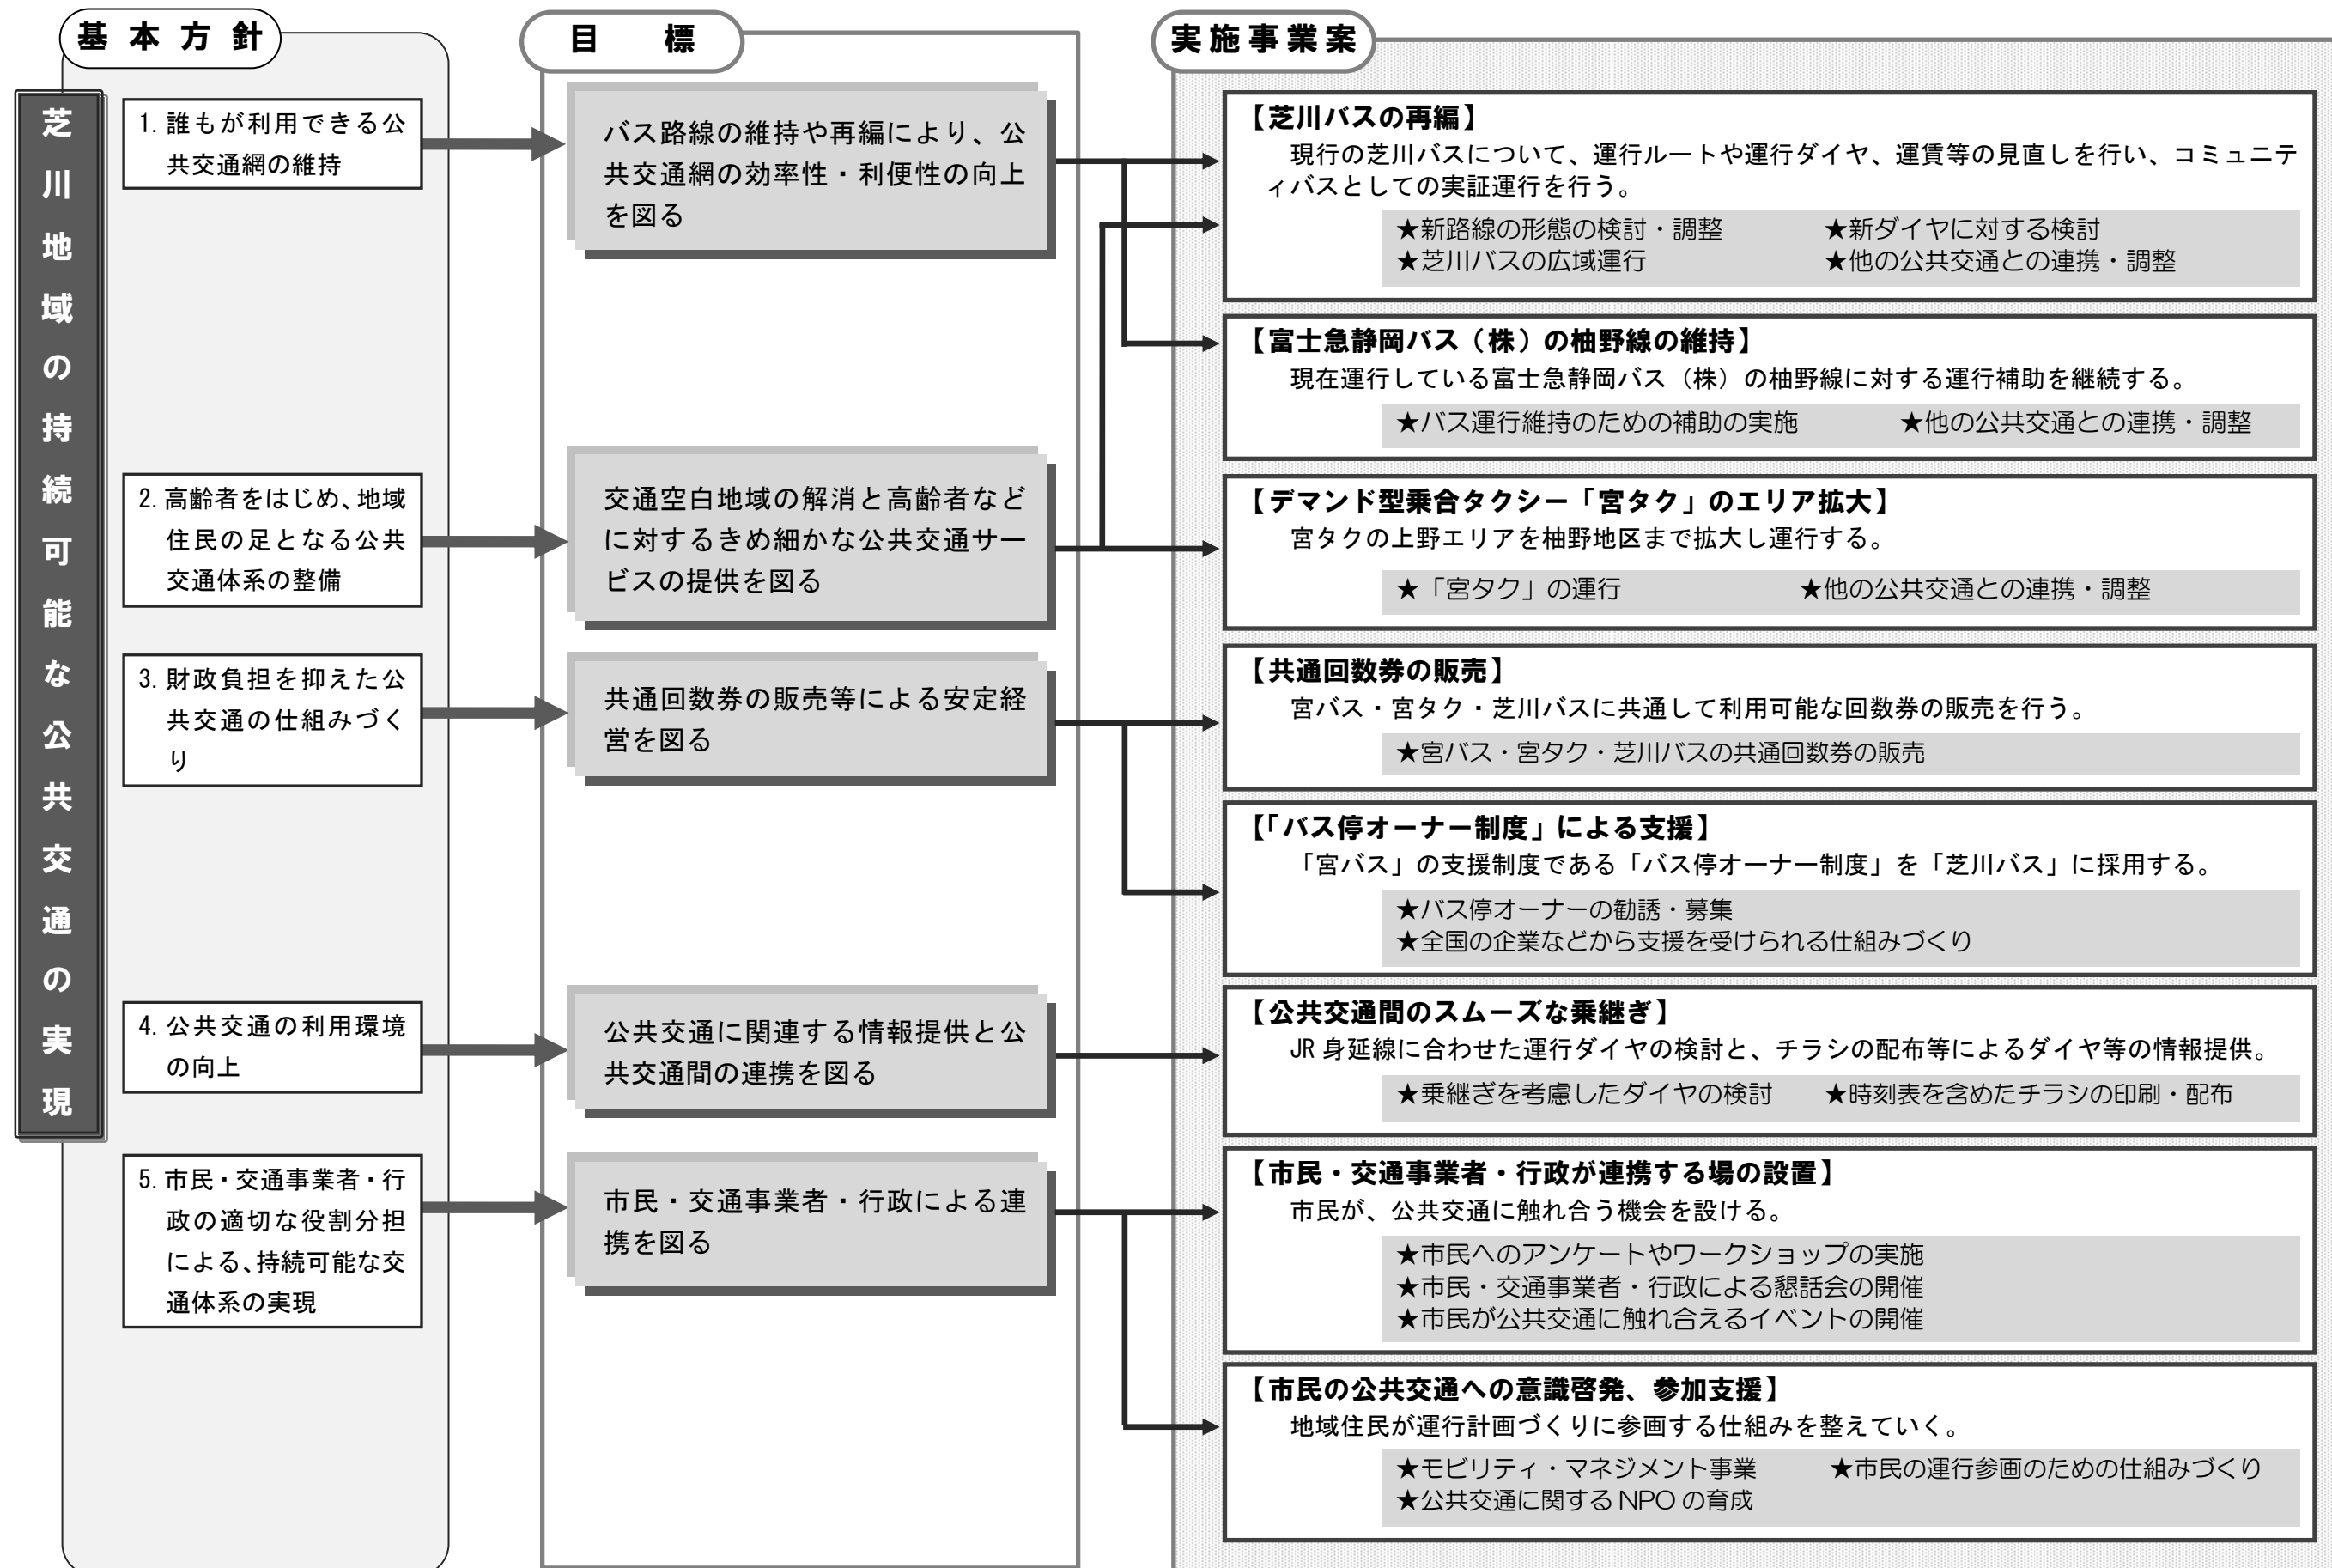 基本方針
目標
実施事業案
芝川地域の持続可能な公共交通の実現
1. 誰もが利用できる公
共交通網の維持
バス路線の維持や再編により、公
共交通網の効率性・利便性の向上
を図る
【芝川バスの再編】
現行の芝川バスについて、運行ルートや運行ダイヤ、運賃等の見直しを行い、コミュニテ
ィバスとしての実証運行を行う。
★新路線の形態の検討・調整 ★新ダイヤに対する検討
★芝川バスの広域運行 ★他の公共交通との連携・調整
【富士急静岡バス（株）の柚野線の維持】
現在運行している富士急静岡バス（株）の柚野線に対する運行補助を継続する。
★バス運行維持のための補助の実施 ★他の公共交通との連携・調整
2. 高齢者をはじめ、地域
住民の足となる公共
交通体系の整備
交通空白地域の解消と高齢者など
に対するきめ細かな公共交通サー
ビスの提供を図る
【デマンド型乗合タクシー「宮タク」のエリア拡大】
宮タクの上野エリアを柚野地区まで拡大し運行する。
★「宮タク」の運行 ★他の公共交通との連携・調整
3. 財政負担を抑えた公
共交通の仕組みづく
り
共通回数券の販売等による安定経
営を図る
【共通回数券の販売】
宮バス・宮タク・芝川バスに共通して利用可能な回数券の販売を行う。
★宮バス・宮タク・芝川バスの共通回数券の販売
【「バス停オーナー制度」による支援】
「宮バス」の支援制度である「バス停オーナー制度」を「芝川バス」に採用する。
★バス停オーナーの勧誘・募集
★全国の企業などから支援を受けられる仕組みづくり
4. 公共交通の利用環境
の向上
公共交通に関連する情報提供と公
共交通間の連携を図る
【公共交通間のスムーズな乗継ぎ】
JR身延線に合わせた運行ダイヤの検討と、チラシの配布等によるダイヤ等の情報提供。
★乗継ぎを考慮したダイヤの検討 ★時刻表を含めたチラシの印刷・配布
5. 市民・交通事業者・行
政の適切な役割分担
による、持続可能な交
通体系の実現
市民・交通事業者・行政による連
携を図る
【市民・交通事業者・行政が連携する場の設置】
市民が、公共交通に触れ合う機会を設ける。
★市民へのアンケートやワークショップの実施
★市民・交通事業者・行政による懇話会の開催
★市民が公共交通に触れ合えるイベントの開催
【市民の公共交通への意識啓発、参加支援】
地域住民が運行計画づくりに参画する仕組みを整えていく。
★モビリティ・マネジメント事業 ★市民の運行参画のための仕組みづくり
★公共交通に関するNPOの育成